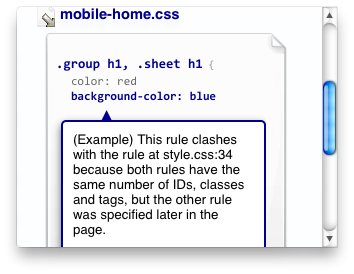 mobile-home.css
.group h1, .sheet h1 {
color: red
background-color: blue
(Example) This rule clashes
with the rule at style.css:34
because both rules have the
same number of IDs, classes
and tags, but the other rule
was specified later in the
page.